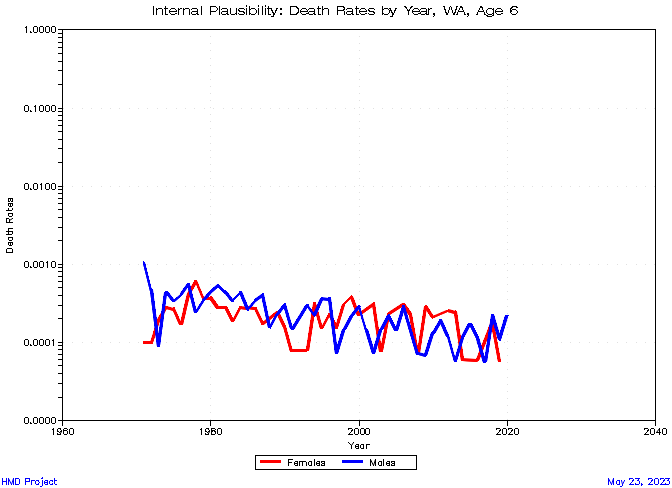 Internal Plausibility: Death Rates by Year, WA, Age 6
1.0000
0.1000
0.0100
0.0010
0.0001
0.0000
Death Rates
1960 1980 2000 2020 2040
Year
Females Males
HMD Project May 23, 2023